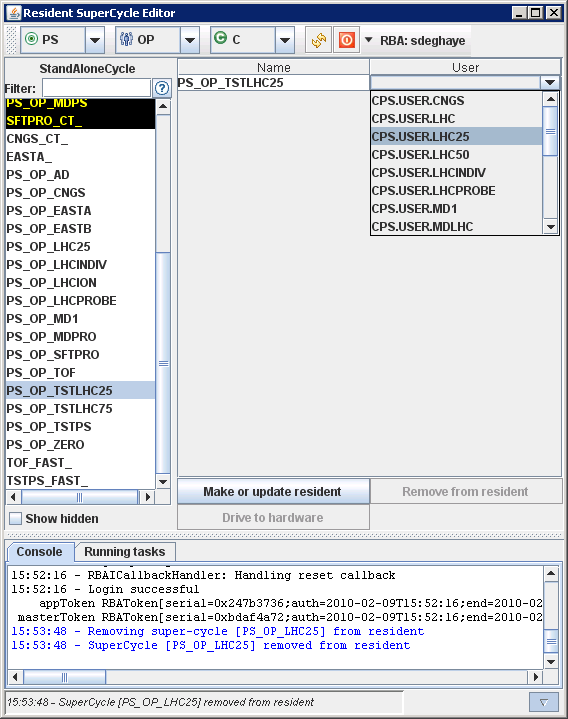 Resident SuperCycle Editor
PS
OP
C
RBA: sdeghaye
StandAloneCycle
Filter:
?
PS_OP_MDPS
SFTPRO_CT_
CNGS_CT_
EASTA_
PS_OP_AD
PS_OP_CNGS
PS_OP_EASTA
PS_OP_EASTB
PS_OP_LHC25
PS_OP_LHCINDIV
PS_OP_LHCION
PS_OP_LHCPROBE
PS_OP_MD1
PS_OP_MDPRO
PS_OP_SFTPRO
PS_OP_TOF
PS_OP_TSTLHC25
PS_OP_TSTLHC75
PS_OP_TSTPS
PS_OP_ZERO
TOF_FAST_
TSTPS_FAST_
Show hidden
Name User
PS_OP_TSTLHC25
CPS.USER.CNGS
CPS.USER.LHC
CPS.USER.LHC25
CPS.USER.LHC50
CPS.USER.LHCINDIV
CPS.USER.LHCPROBE
CPS.USER.MD1
CPS.USER.MDLHC
Make or update resident Remove from resident
Drive to hardware
Console Running tasks
15:52:16 - RBAICallbackHandler: Handling reset callback
15:52:16 - Login successful
appToken RBAToken[serial=0x247b3736;auth=2010-02-09T15:52:16;end=2010-02
masterToken RBAToken[serial=0xbdaf4a72;auth=2010-02-09T15:52:16;end=2010-02
15:53:48 - Removing super-cycle [PS_OP_LHC25] from resident
15:53:48 - SuperCycle [PS_OP_LHC25] removed from resident
15:53:48 - SuperCycle [PS_OP_LHC25] removed from resident